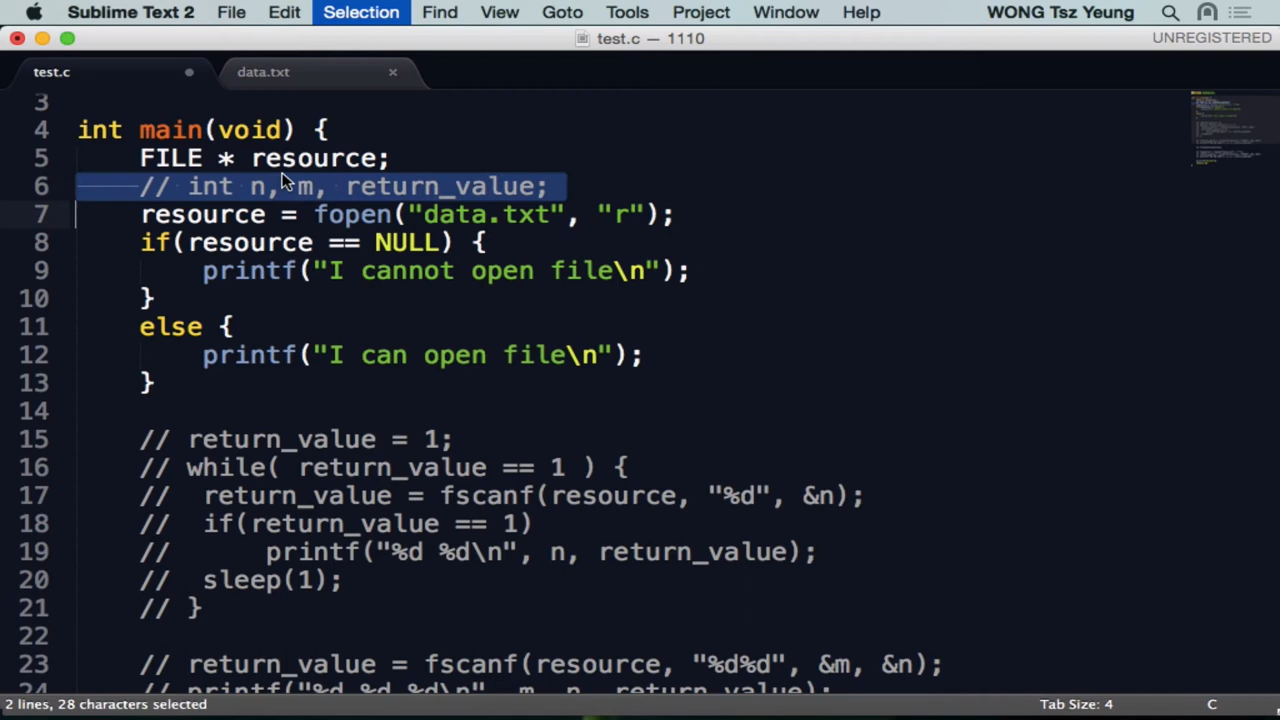 Sublime Text 2 File Edit Selection Find View Goto Tools Project Window Help WONG Tsz Yeung
test.c — 1110 UNREGISTERED
test.c data.txt
3
4 int main(void) {
5 FILE * resource;
6 // int n, m, return_value;
7 resource = fopen("data.txt", "r");
8 if(resource == NULL) {
9 printf("I cannot open file\n");
10 }
11 else {
12 printf("I can open file\n");
13 }
14
15 // return_value = 1;
16 // while( return_value == 1 ) {
17 // return_value = fscanf(resource, "%d", &n);
18 // if(return_value == 1)
19 // printf("%d %d\n", n, return_value);
20 // sleep(1);
21 // }
22
23 // return_value = fscanf(resource, "%d%d", &m, &n);
24 // printf("%d %d %d\n", m, n, return_value);
2 lines, 28 characters selected Tab Size: 4 C